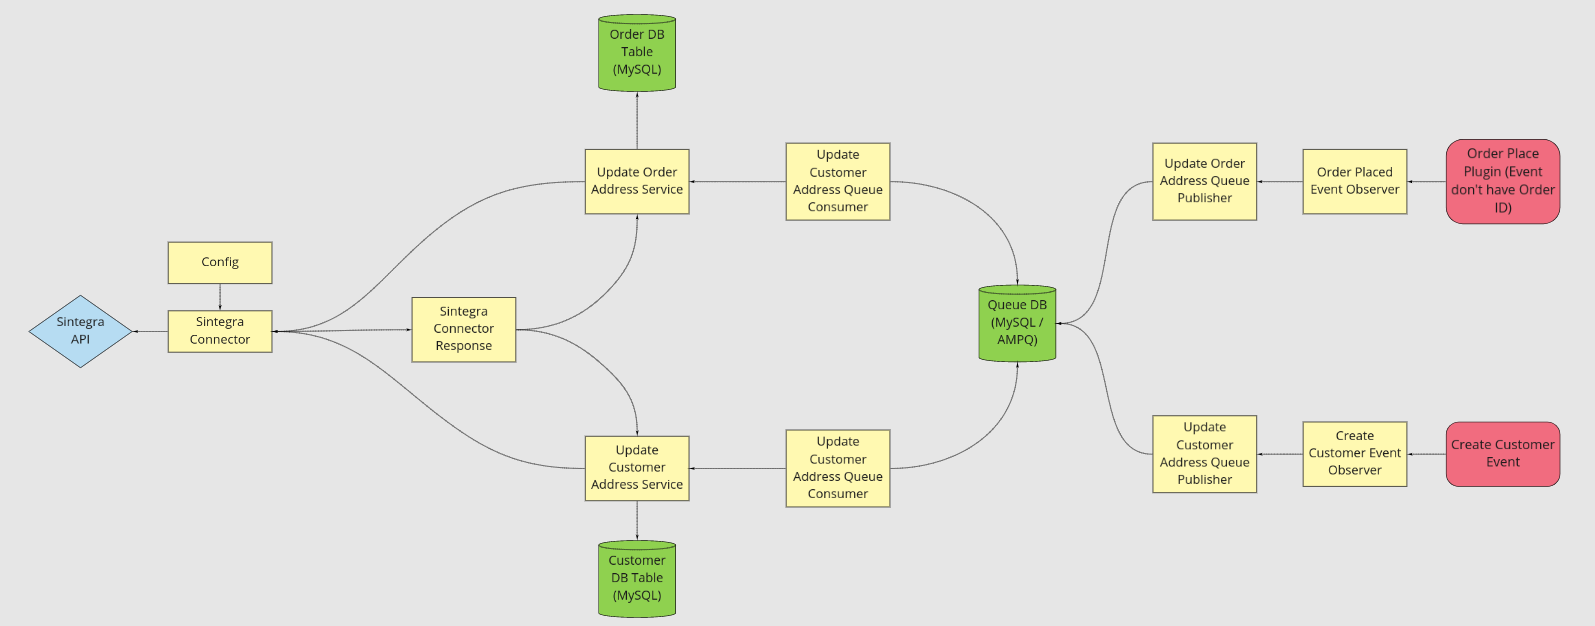 Order DB
Table
(MySQL)
Update Order
Address Service
Update
Customer
Address Queue
Consumer
Update Order
Address Queue
Publisher
Order Placed
Event Observer
Order Place
Plugin (Event
don't have Order
ID)
Config
Sintegra
API
Sintegra
Connector
Sintegra
Connector
Response
Queue DB
(MySQL /
AMPQ)
Update
Customer
Address Service
Update
Customer
Address Queue
Consumer
Update
Customer
Address Queue
Publisher
Create
Customer Event
Observer
Create Customer
Event
Customer
DB Table
(MySQL)